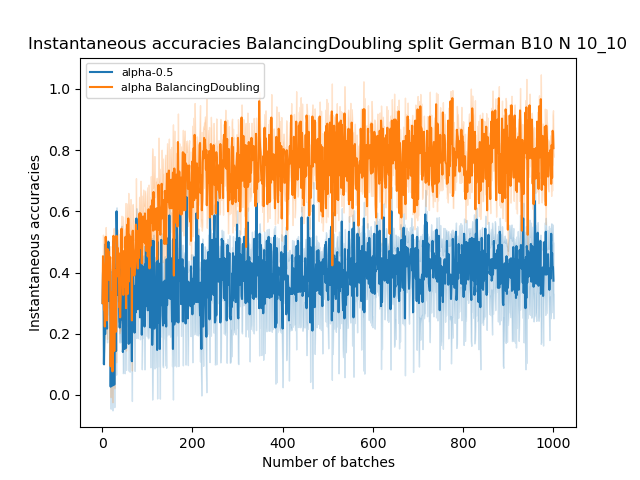 Instantaneous accuracies BalancingDoubling split German B10 N 10_10
alpha-0.5
alpha BalancingDoubling
1.0
0.8
0.6
0.4
0.2
0.0
Instantaneous accuracies
0 200 400 600 800 1000
Number of batches